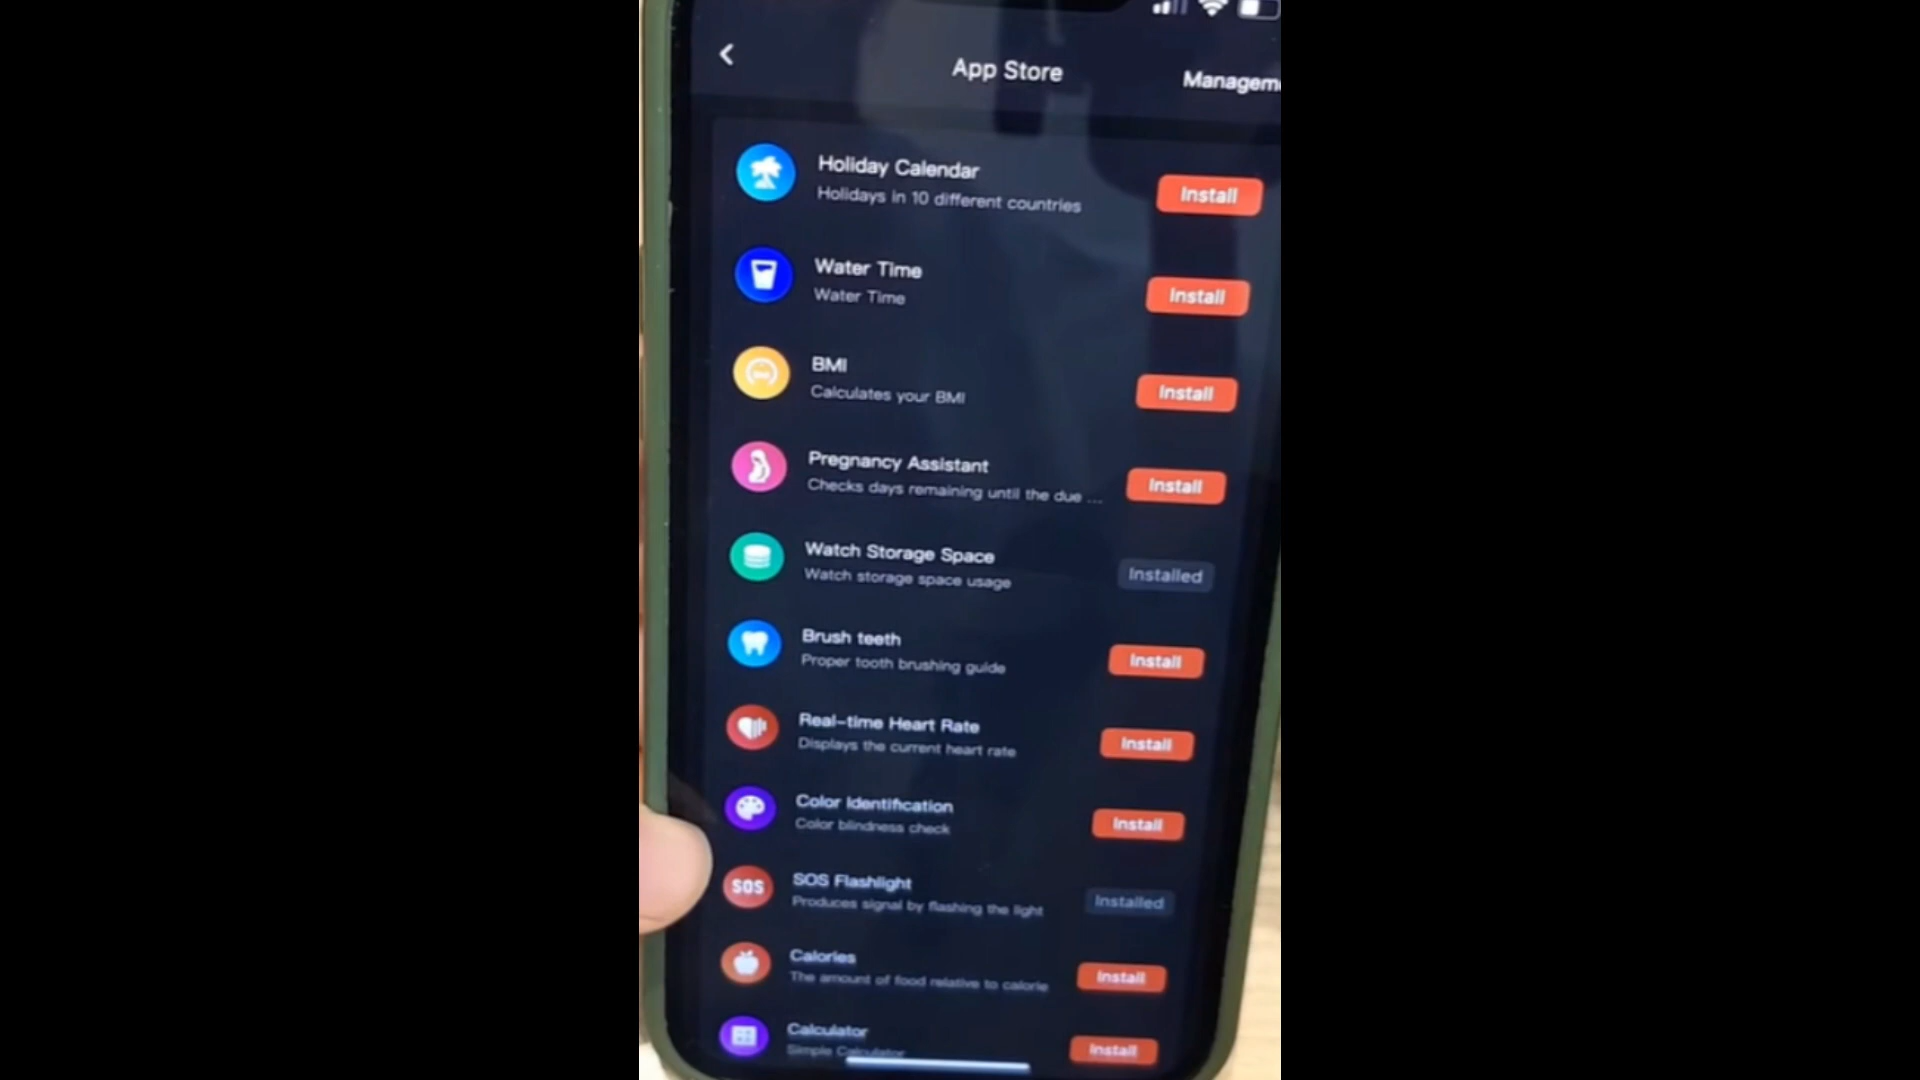 App Store
Managem
Holiday Calendar
Holidays in 10 different countries
Install
Water Time
Water Time
Install
BMI
Calculates your BMI
Install
Pregnancy Assistant
Checks days remaining until the due ...
Install
Watch Storage Space
Watch storage space usage
Installed
Brush teeth
Proper tooth brushing guide
Install
Real-time Heart Rate
Displays the current heart rate
Install
Color Identification
Color blindness check
Install
SOS
SOS Flashlight
Produces signal by flashing the light
Installed
Calories
The amount of food relative to calorie
Install
Calculator
Simple Calculator
Install